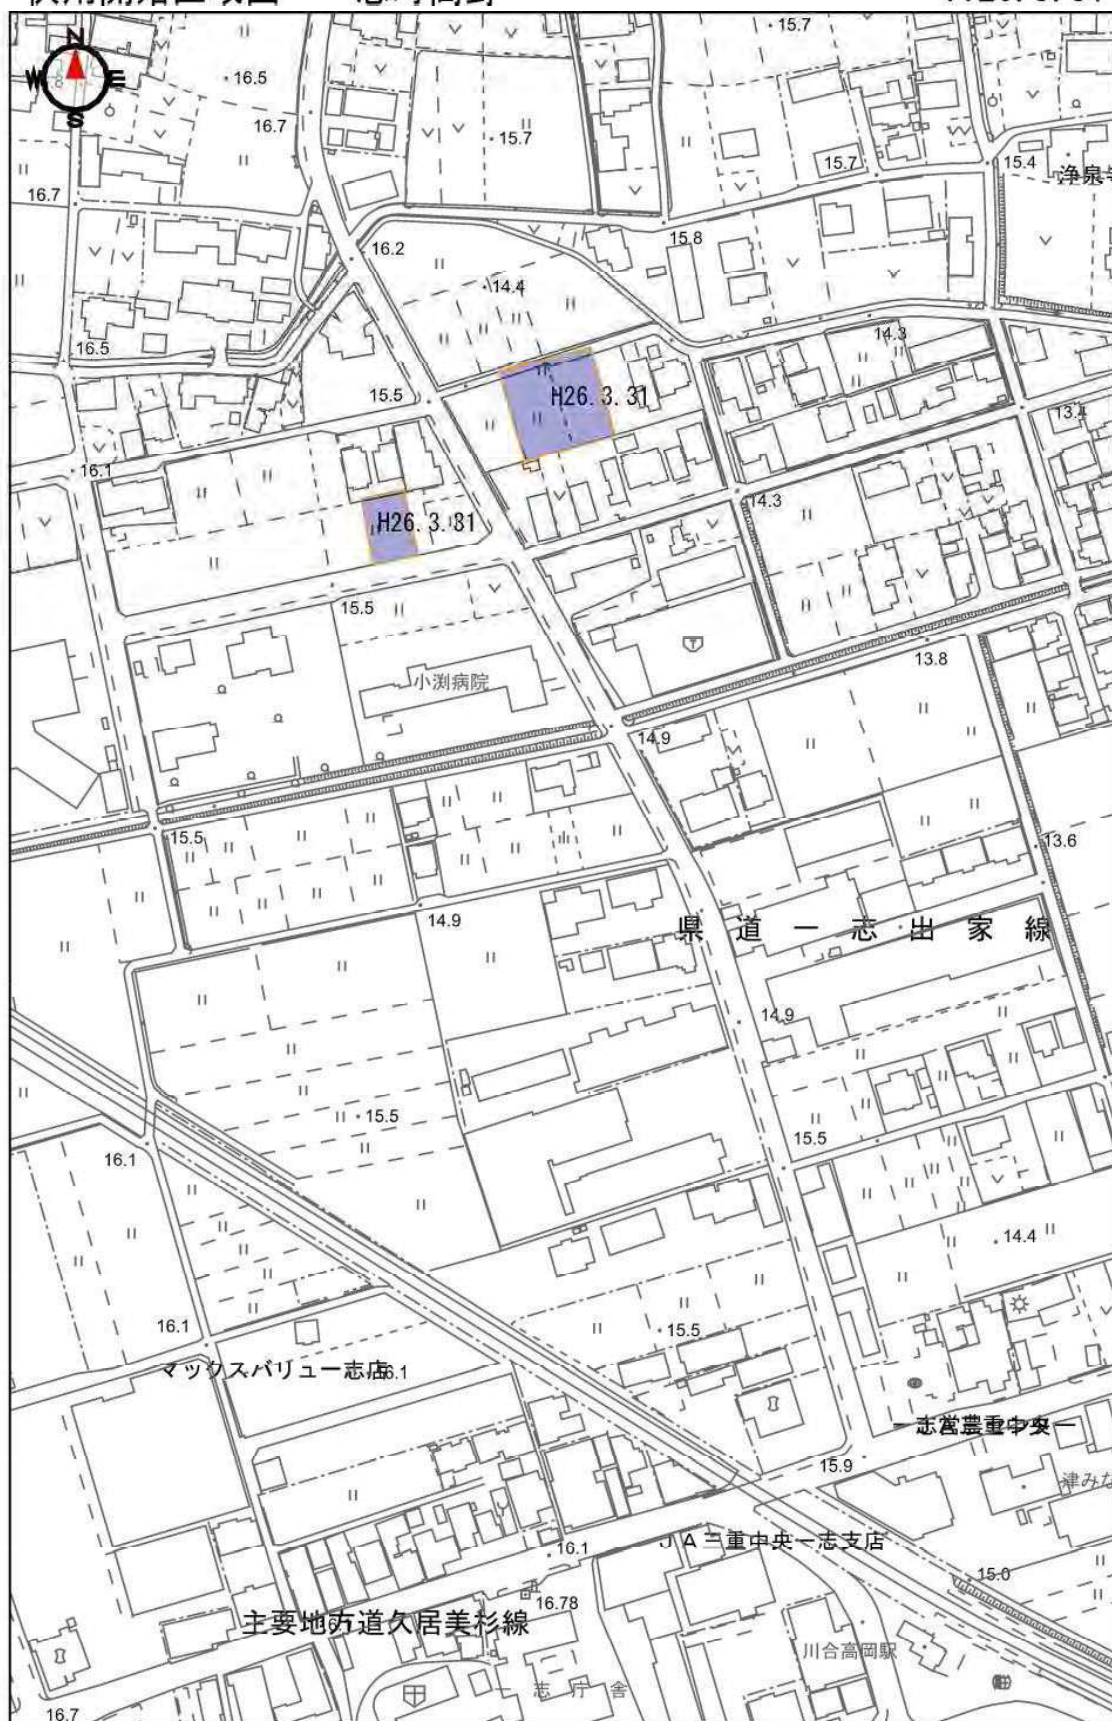 N
W
E
S
15.7
16.5
16.7
15.7
15.7
15.4
16.7
16.2
15.8
14.4
16.5
14.3
15.5
H26.3.31
13.4
16.1
14.3
H26.3.31
15.5
13.8
小渕病院
14.9
15.5
13.6
14.9
県道一志出家線
14.9
15.5
15.5
16.1
14.4
16.1
15.5
マックスバリュー志店
15.9
津みな
JA三重中央一志支店
16.1
15.0
16.78
主要地方道久居美杉線
川合高岡駅
一志庁舎
16.7